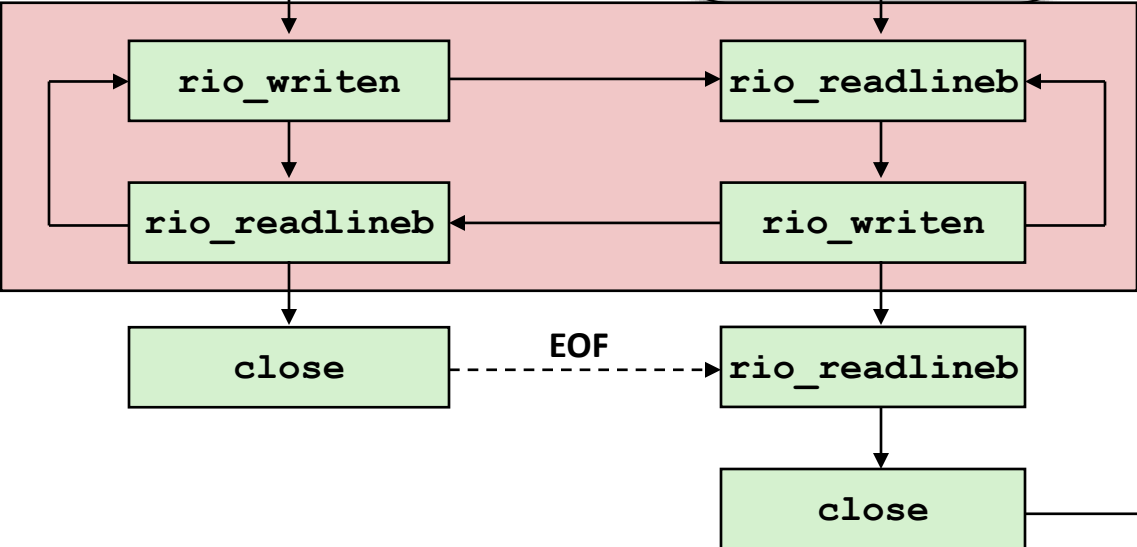 rio_writen
rio_readlineb
rio_readlineb
rio_writen
close
EOF
rio_readlineb
close